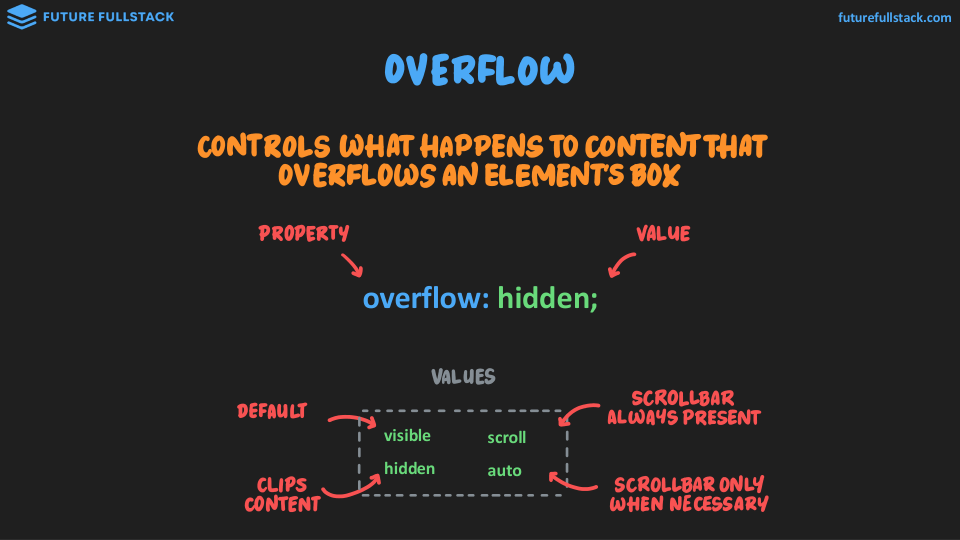 FUTURE FULLSTACK
futurefullstack.com
OVERFLOW
CONTROLS WHAT HAPPENS TO CONTENT THAT
OVERFLOWS AN ELEMENT'S BOX
PROPERTY
VALUE
overflow: hidden;
VALUES
DEFAULT
SCROLLBAR
ALWAYS PRESENT
visible
scroll
hidden
auto
CLIPS
CONTENT
SCROLLBAR ONLY
WHEN NECESSARY